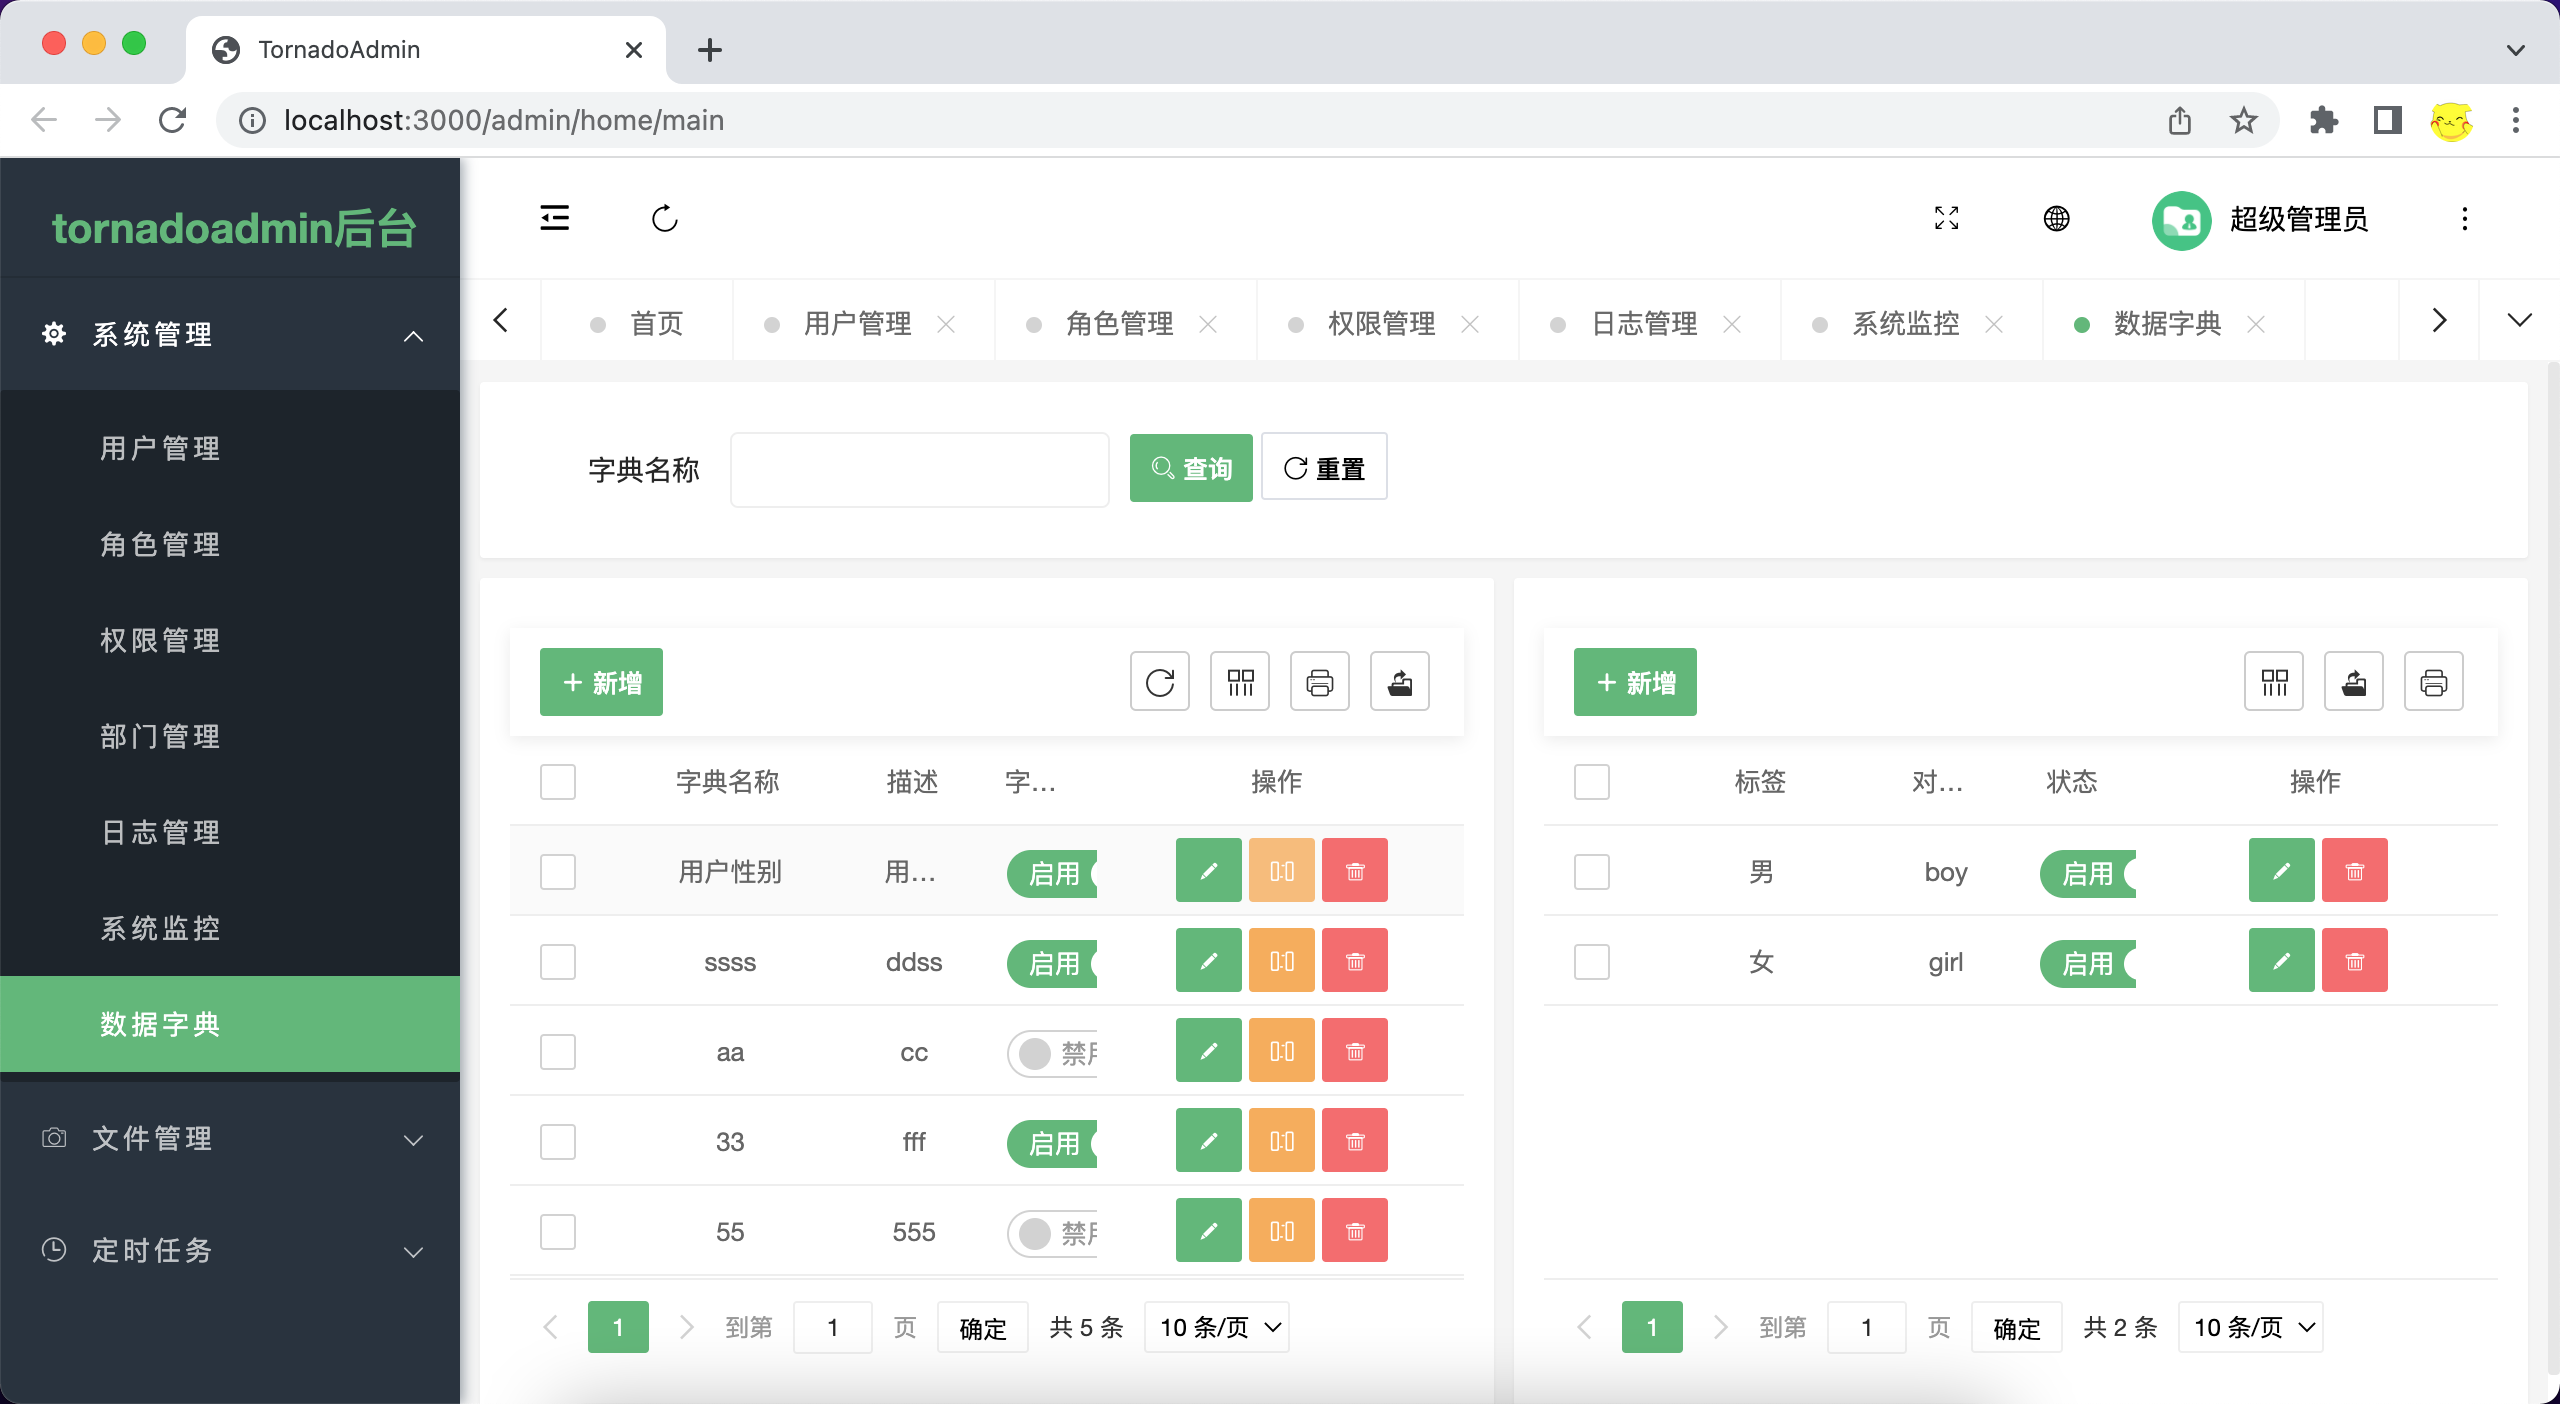 TornadoAdmin
localhost:3000/admin/home/main
tornadoadmin后台
超级管理员
首页
用户管理
角色管理
权限管理
日志管理
系统监控
数据字典
系统管理
用户管理
角色管理
权限管理
部门管理
日志管理
系统监控
数据字典
文件管理
定时任务
字典名称
查询
重置
新增
字典名称 描述 字... 操作
用户性别 用... 启用
ssss ddss 启用
aa cc 禁用
33 fff 启用
55 555 禁用
1 到第 1 页 确定 共 5 条 10 条/页
新增
标签 对... 状态 操作
男 boy 启用
女 girl 启用
1 到第 1 页 确定 共 2 条 10 条/页